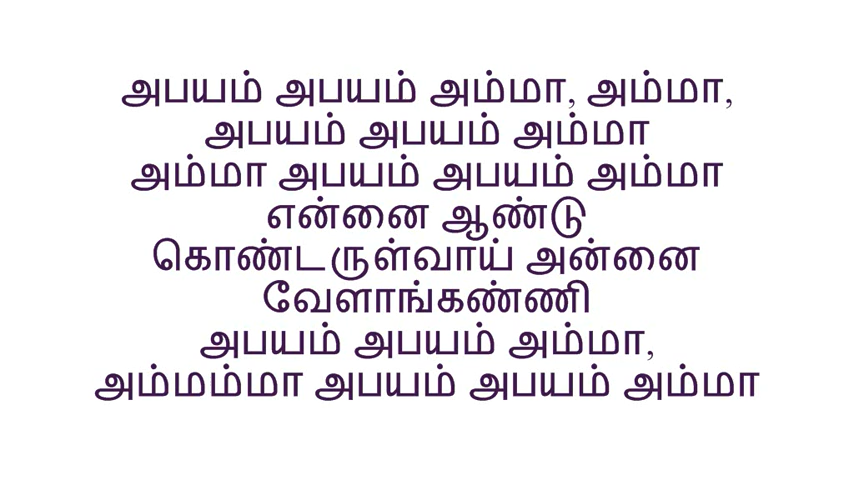 அபயம் அபயம் அம்மா, அம்மா,
அபயம் அபயம் அம்மா
அம்மா அபயம் அபயம் அம்மா
என்னை ஆண்டு
கொண்டருள்வாய் அன்னை
வேளாங்கண்ணி
அபயம் அபயம் அம்மா,
அம்மம்மா அபயம் அபயம் அம்மா